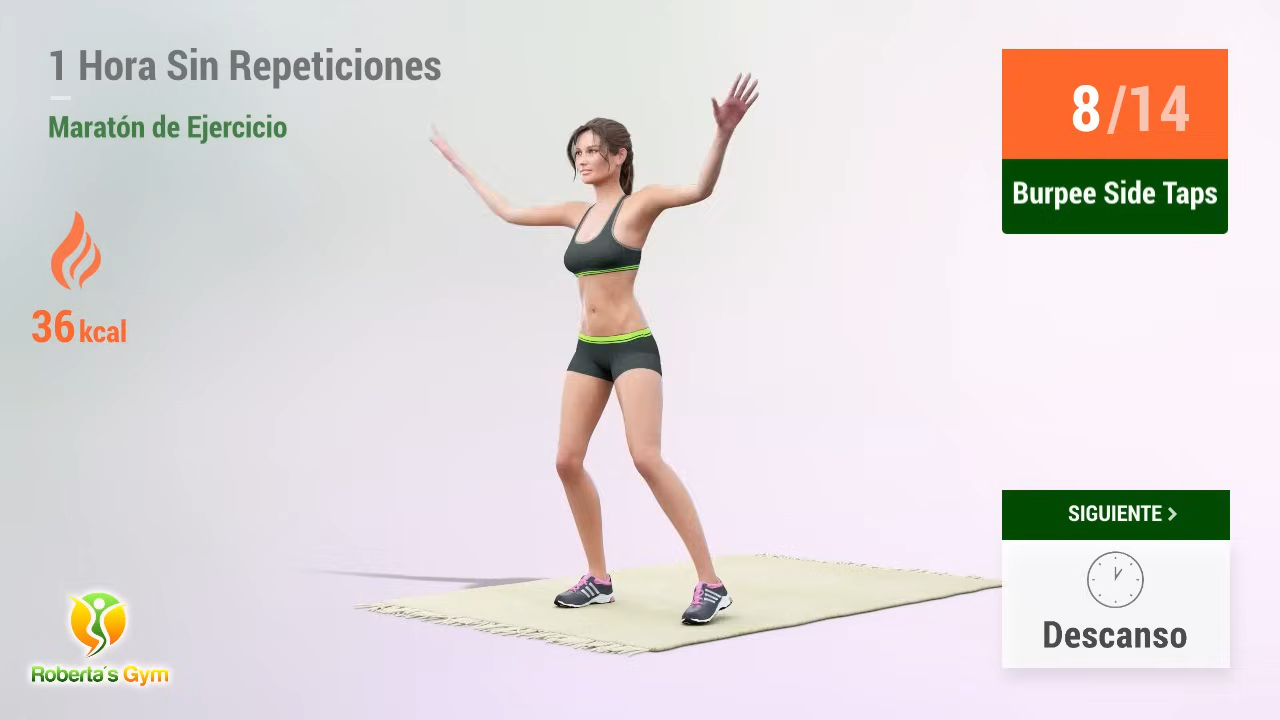 1 Hora Sin Repeticiones
Maratón de Ejercicio
36 kcal
8/14
Burpee Side Taps
SIGUIENTE >
Descanso
Roberta´s Gym